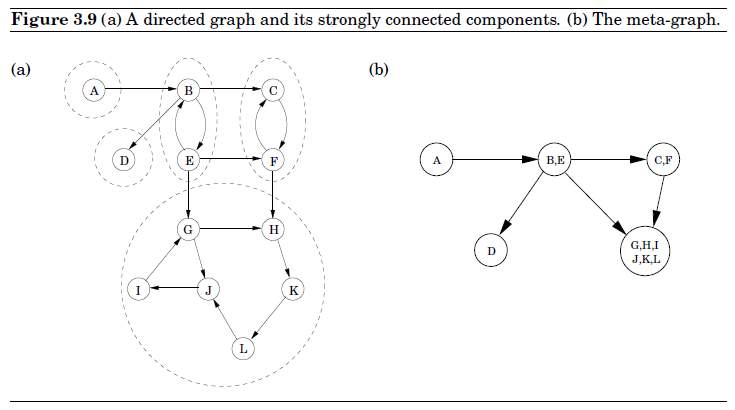 Figure 3.9 (a) A directed graph and its strongly connected components. (b) The meta-graph.
(a)
A
B
C
D
E
F
G
H
I
J
K
L
(b)
A
B,E
C,F
D
G,H,I
J,K,L